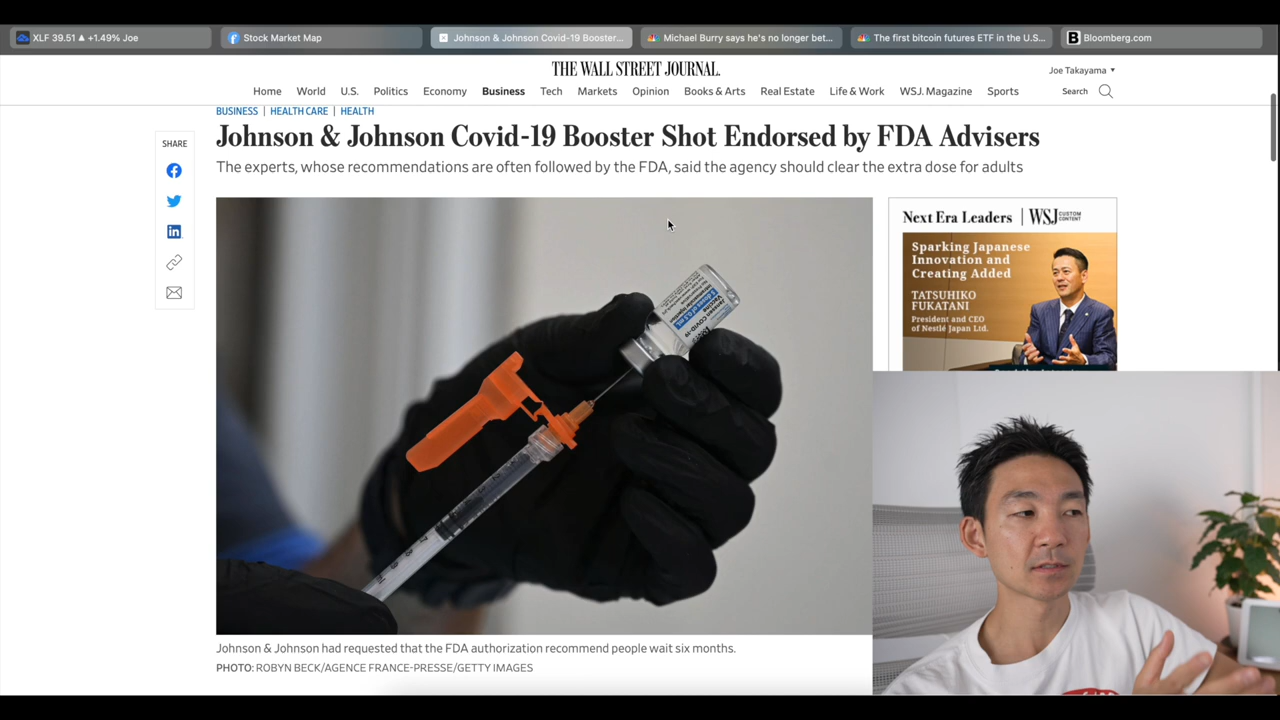 XLF 39.51 ▲ +1.49% Joe
Stock Market Map
Johnson & Johnson Covid-19 Booster...
Michael Burry says he's no longer bet...
The first bitcoin futures ETF in the U.S...
Bloomberg.com
THE WALL STREET JOURNAL.
Joe Takayama
Home World U.S. Politics Economy Business Tech Markets Opinion Books & Arts Real Estate Life & Work WSJ. Magazine Sports
Search
BUSINESS | HEALTH CARE | HEALTH
Johnson & Johnson Covid-19 Booster Shot Endorsed by FDA Advisers
The experts, whose recommendations are often followed by the FDA, said the agency should clear the extra dose for adults
SHARE
Next Era Leaders | WSJ CUSTOM CONTENT
Sparking Japanese
Innovation and
Creating Added
TATSUHIKO
FUKATANI
President and CEO
of Nestlé Japan Ltd.
Johnson & Johnson had requested that the FDA authorization recommend people wait six months.
PHOTO: ROBYN BECK/AGENCE FRANCE-PRESSE/GETTY IMAGES